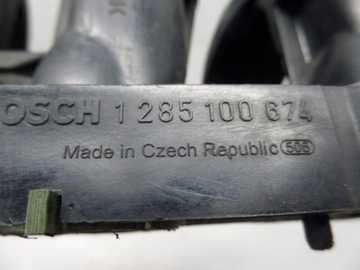 OSCH 1 285 100 674
Made in Czech Republic 506